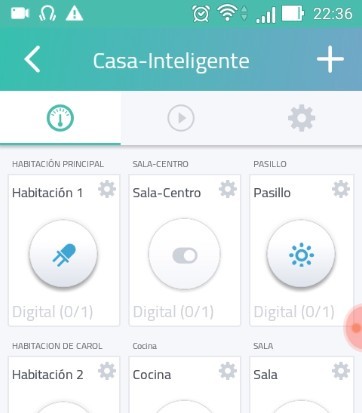 22:36
Casa-Inteligente
HABITACIÓN PRINCIPAL SALA-CENTRO PASILLO
Habitación 1 Sala-Centro Pasillo
Digital (0/1) Digital (0/1) Digital (0/1)
HABITACION DE CAROL Cocina SALA
Habitación 2 Cocina Sala